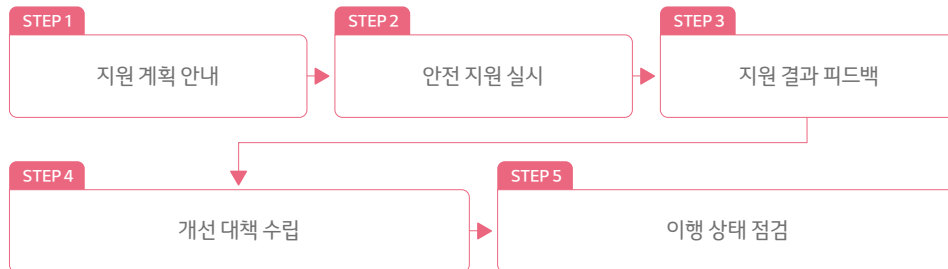 STEP 1
지원 계획 안내
STEP 2
안전 지원 실시
STEP 3
지원 결과 피드백
STEP 4
개선 대책 수립
STEP 5
이행 상태 점검